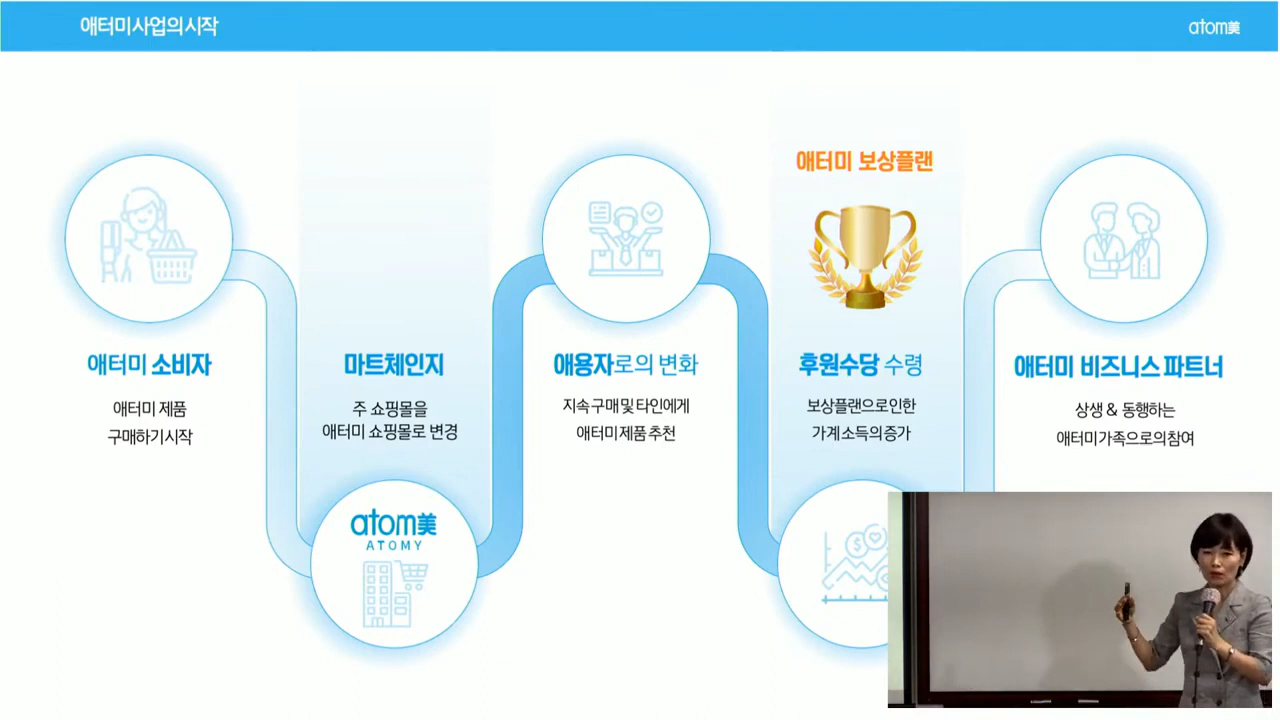 애터미사업의시작
atom美
애터미 소비자
애터미 제품
구매하기 시작
마트체인지
주 쇼핑몰을
애터미 쇼핑몰로 변경
atom美
ATOMY
애용자로의 변화
지속 구매 및 타인에게
애터미 제품 추천
애터미 보상플랜
후원수당 수령
보상플랜으로 인한
가계 소득의 증가
애터미 비즈니스 파트너
상생 & 동행하는
애터미 가족으로의 참여